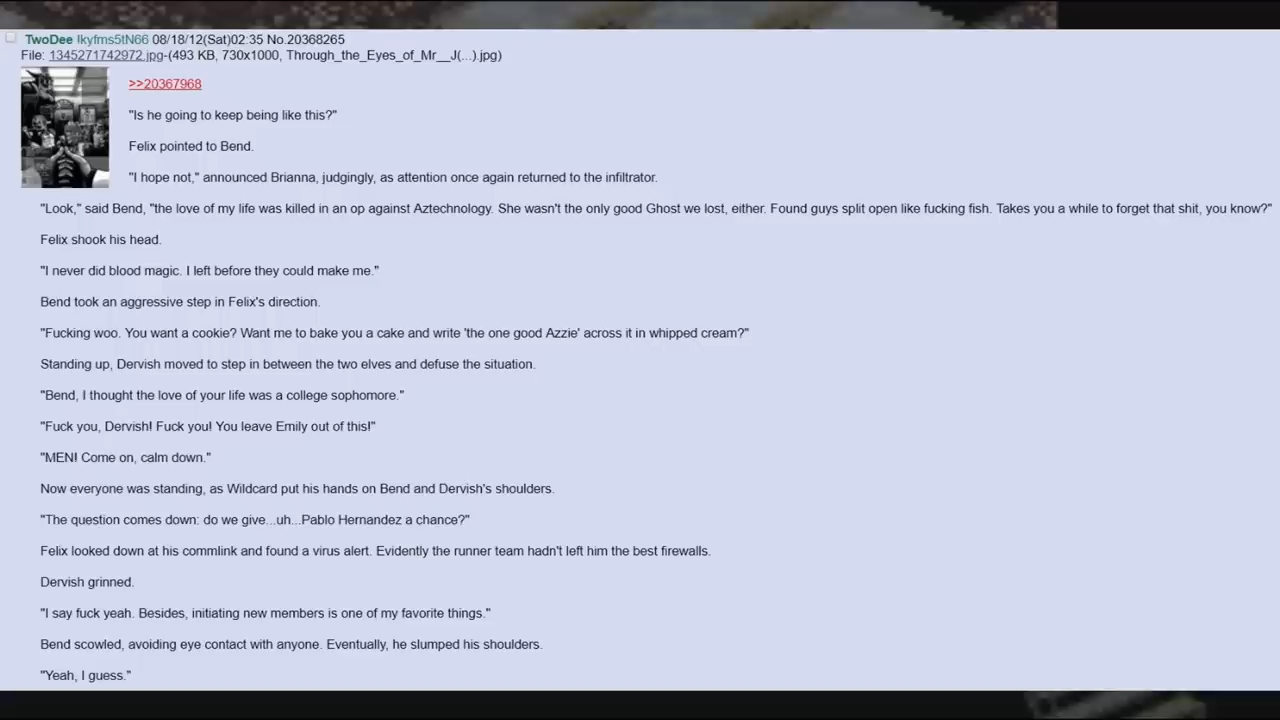 TwoDee !kyfms5tN66 08/18/12(Sat)02:35 No.20368265
File: 1345271742972.jpg-(493 KB, 730x1000, Through_the_Eyes_of_Mr__J(...).jpg)
>>20367968
"Is he going to keep being like this?"
Felix pointed to Bend.
"I hope not," announced Brianna, judgingly, as attention once again returned to the infiltrator.
"Look," said Bend, "the love of my life was killed in an op against Aztechnology. She wasn't the only good Ghost we lost, either. Found guys split open like fucking fish. Takes you a while to forget that shit, you know?"
Felix shook his head.
"I never did blood magic. I left before they could make me."
Bend took an aggressive step in Felix's direction.
"Fucking woo. You want a cookie? Want me to bake you a cake and write 'the one good Azzie' across it in whipped cream?"
Standing up, Dervish moved to step in between the two elves and defuse the situation.
"Bend, I thought the love of your life was a college sophomore."
"Fuck you, Dervish! Fuck you! You leave Emily out of this!"
"MEN! Come on, calm down."
Now everyone was standing, as Wildcard put his hands on Bend and Dervish's shoulders.
"The question comes down: do we give...uh...Pablo Hernandez a chance?"
Felix looked down at his commlink and found a virus alert. Evidently the runner team hadn't left him the best firewalls.
Dervish grinned.
"I say fuck yeah. Besides, initiating new members is one of my favorite things."
Bend scowled, avoiding eye contact with anyone. Eventually, he slumped his shoulders.
"Yeah, I guess."